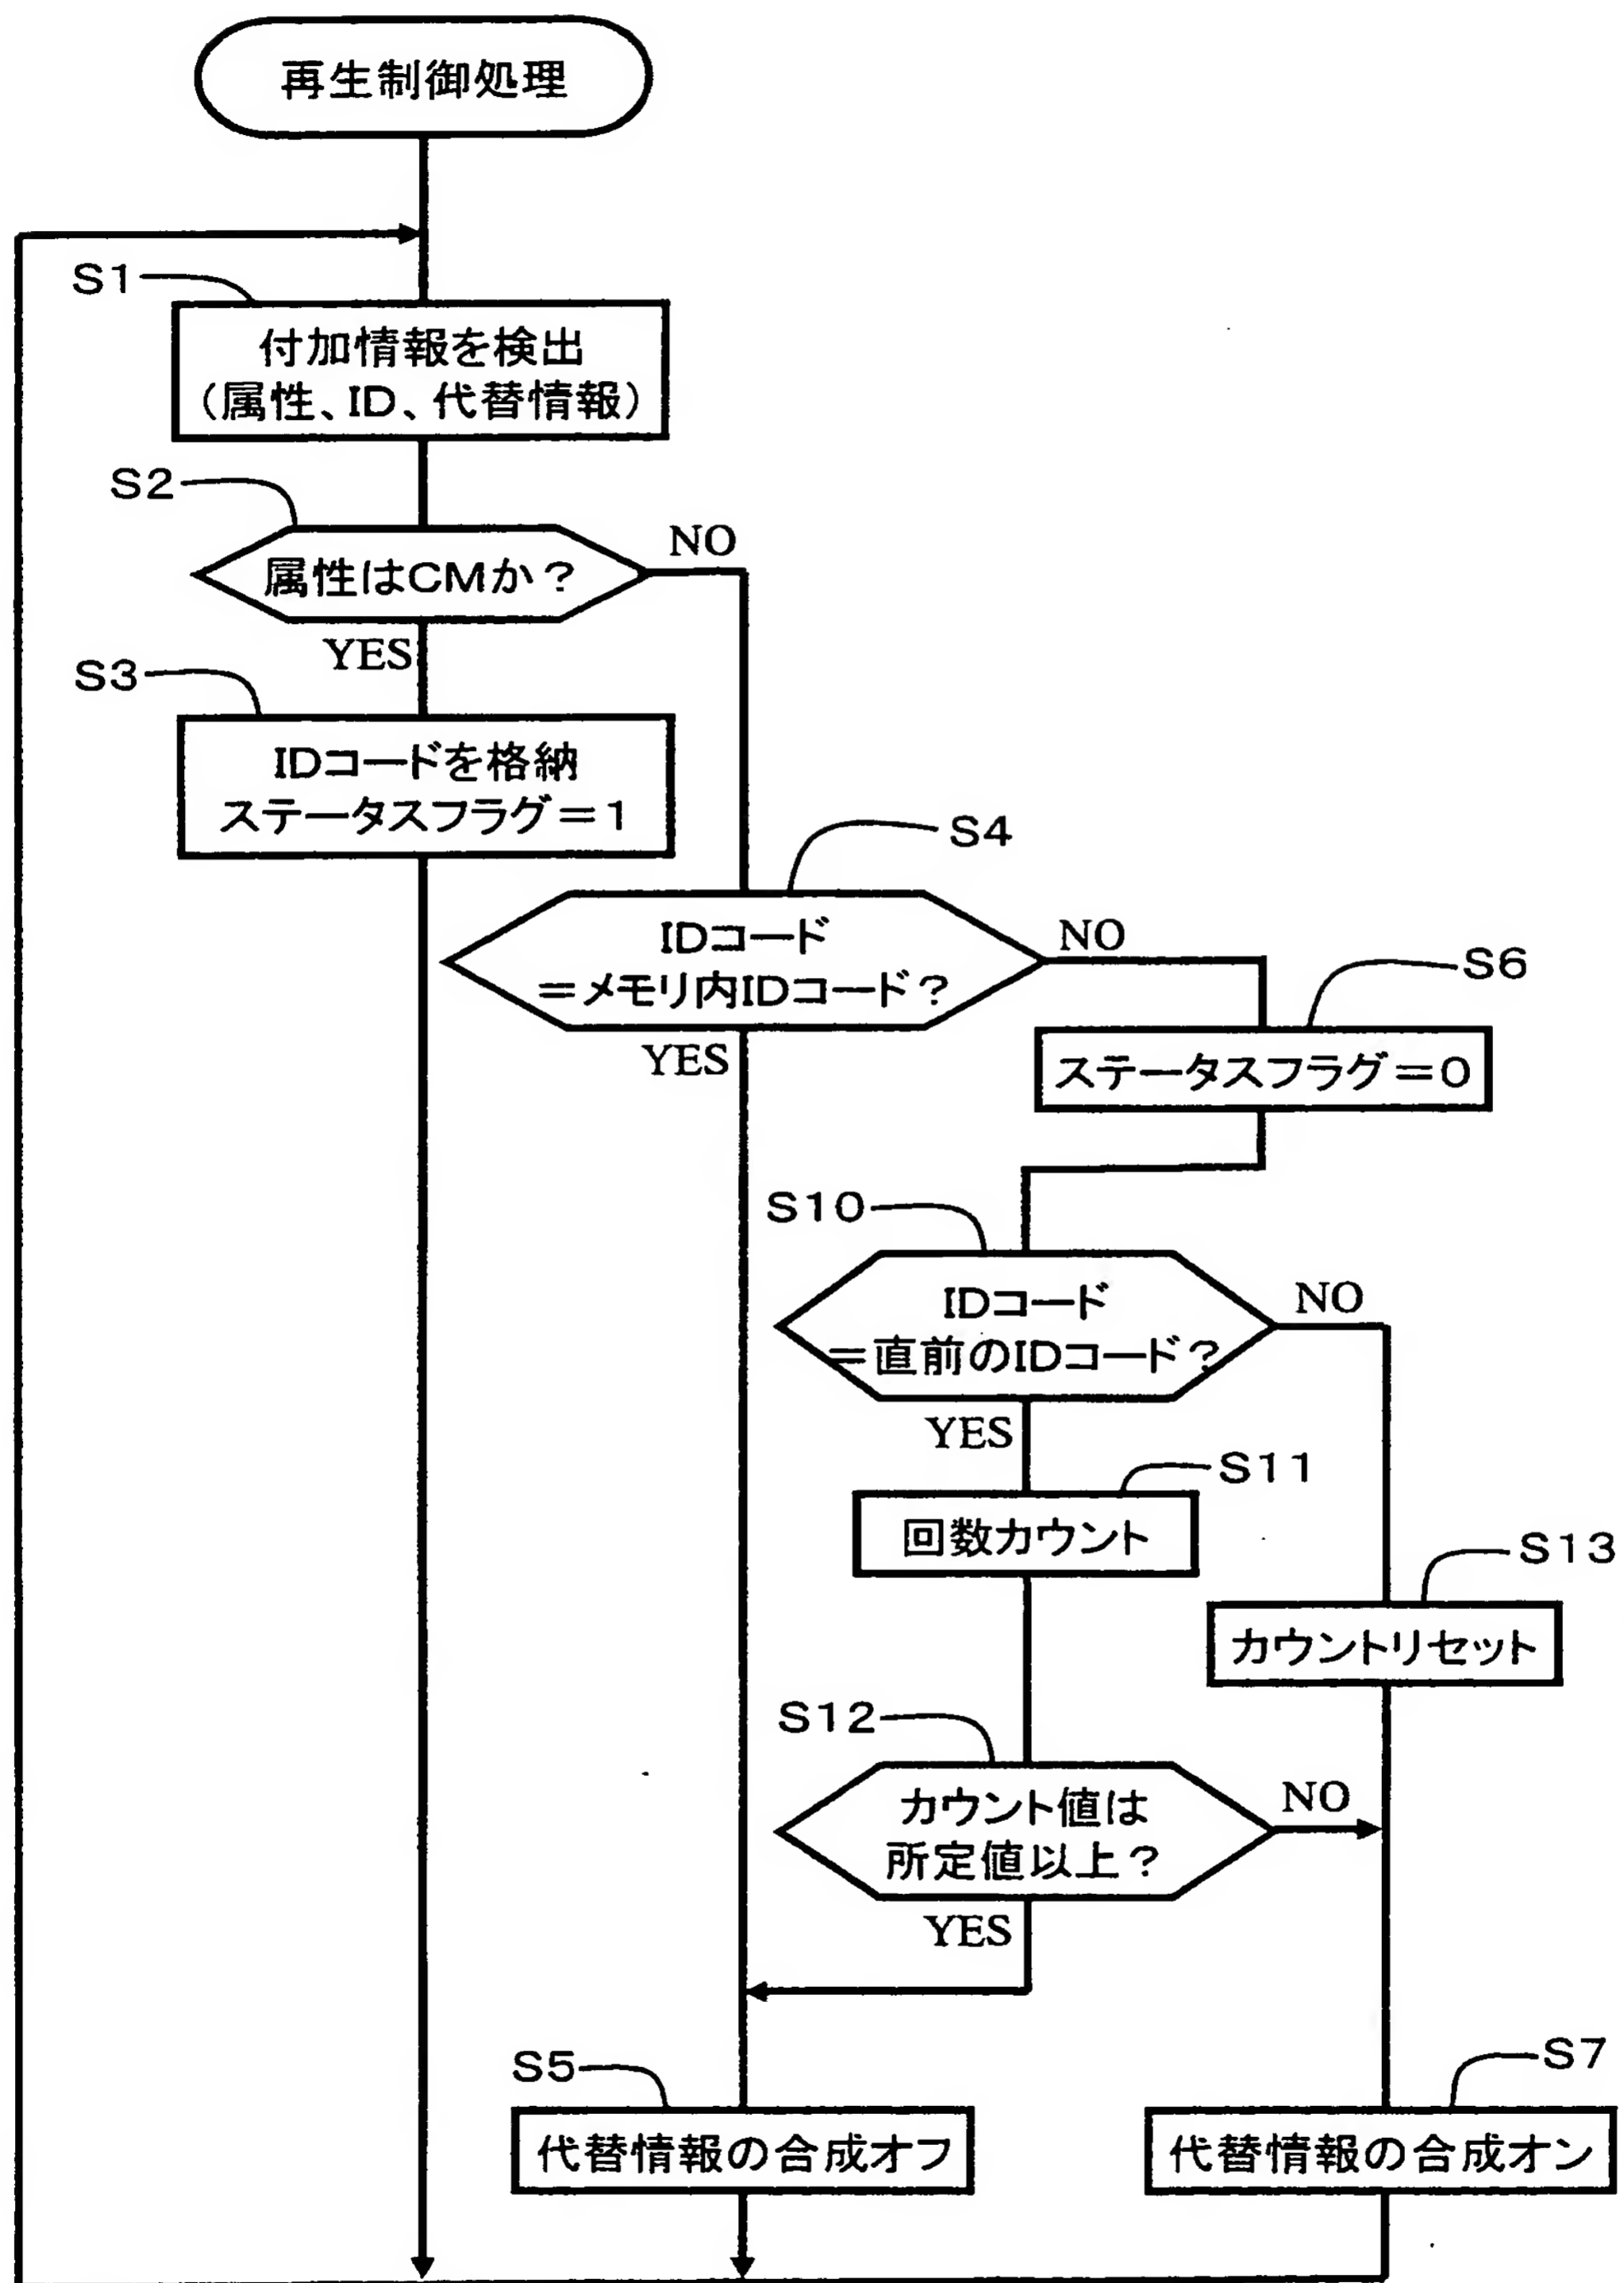 再生制御処理
S1
付加情報を検出
（属性、ID、代替情報）
S2
属性はCMか？
NO
YES
S3
IDコードを格納
ステータスフラグ＝1
S4
IDコード
＝メモリ内IDコード？
NO
YES
S6
ステータスフラグ＝0
S10
IDコード
＝直前のIDコード？
NO
YES
S11
回数カウント
S13
カウントリセット
S12
カウント値は
所定値以上？
NO
YES
S5
代替情報の合成オフ
S7
代替情報の合成オン